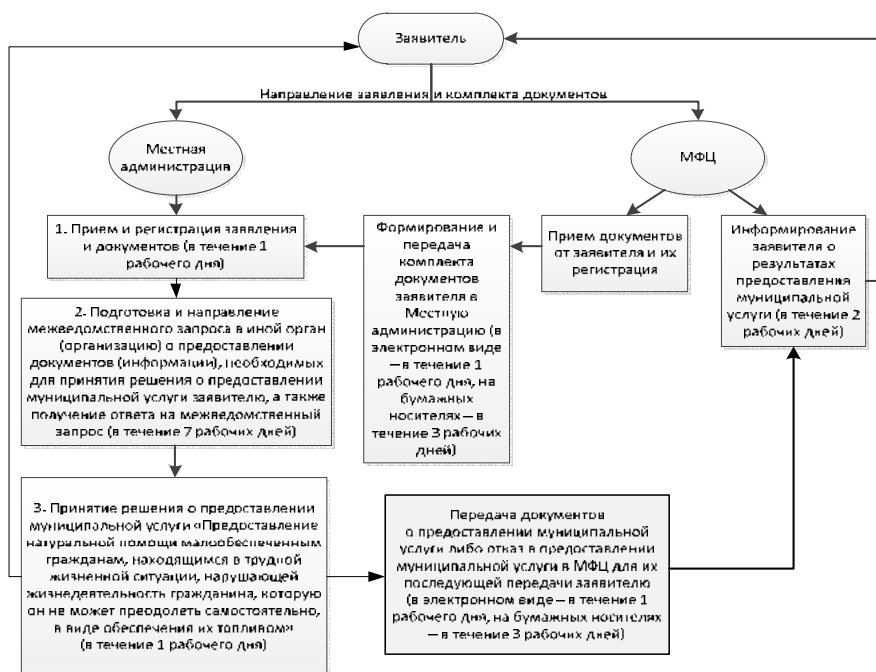 Заявитель
Направление заявления и комплекта документов
Местная
администрация
МФЦ
1. Прием и регистрация заявления
и документов (в течение 1
рабочего дня)
Формирование и
передача
комплекта
документов
заявителя в
Местную
администрацию (в
электронном виде
– в течение 1
рабочего дня, на
бумажных
носителях – в
течение 3 рабочих
дней)
Прием документов
от заявителя и их
регистрация
Информирование
заявителя о
результатах
предоставления
муниципальной
услуги (в течение 2
рабочих дней)
2. Подготовка и направление
межведомственного запроса в иной орган
(организацию) о предоставлении
документов (информации), необходимых
для принятия решения о предоставлении
муниципальной услуги заявителю, а также
получение ответа на межведомственный
запрос (в течение 7 рабочих дней)
3. Принятие решения о предоставлении
муниципальной услуги «Предоставление
натуральной помощи малообеспеченным
гражданам, находящимся в трудной
жизненной ситуации, нарушающей
жизнедеятельность гражданина, которую
он не может преодолеть самостоятельно,
в виде обеспечения их топливом»
(в течение 1 рабочего дня)
Передача документов
о предоставлении муниципальной
услуги либо отказ в предоставлении
муниципальной услуги в МФЦ для их
последующей передачи заявителю
(в электронном виде – в течение 1
рабочего дня, на бумажных носителях
– в течение 3 рабочих дней)